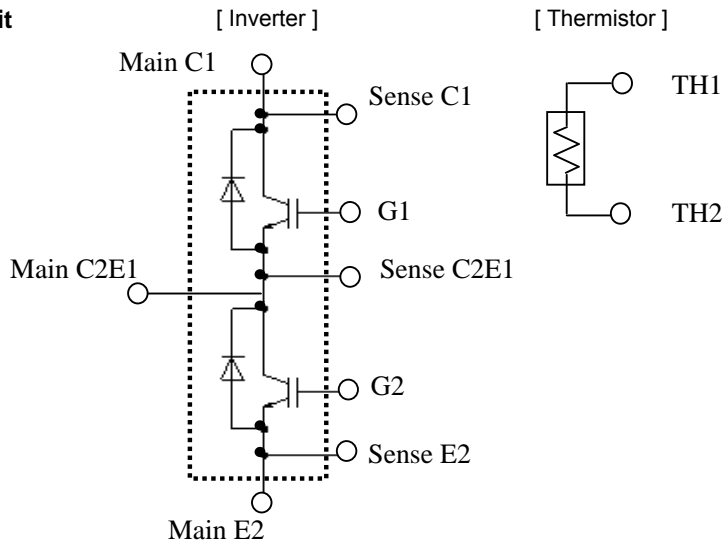 it
[ Inverter ]
[ Thermistor ]
Main C1
Sense C1
TH1
G1
TH2
Main C2E1
Sense C2E1
G2
Sense E2
Main E2